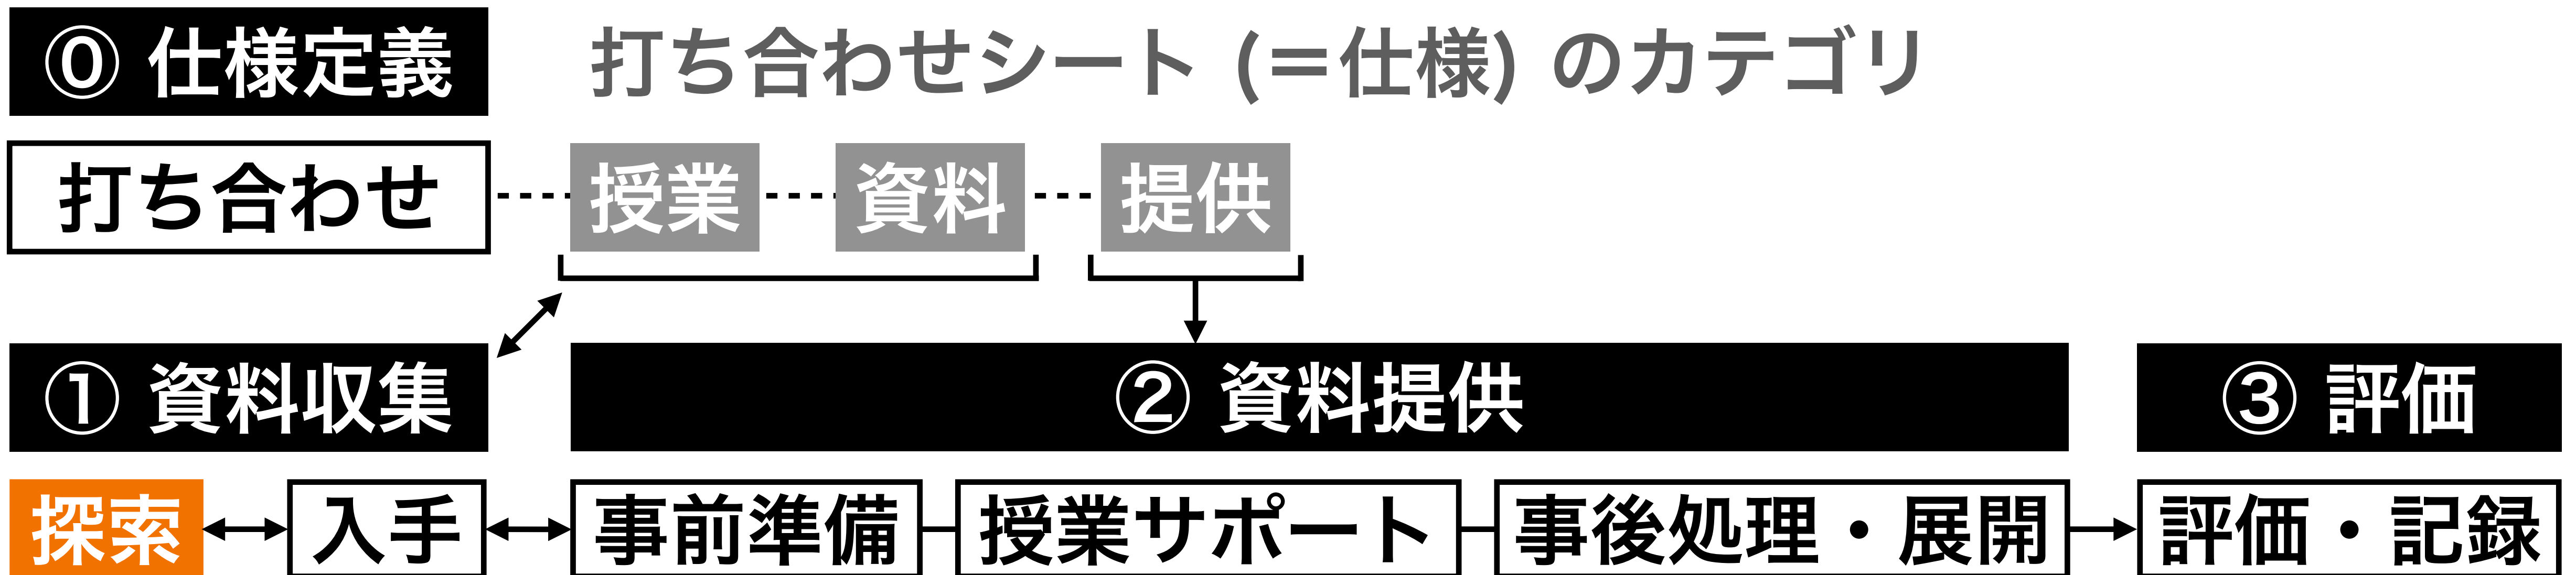 ⓪ 仕様定義
打ち合わせシート (=仕様) のカテゴリ
打ち合わせ
授業
資料
提供
① 資料収集
② 資料提供
③ 評価
探索
入手
事前準備
授業サポート
事後処理・展開
評価・記録